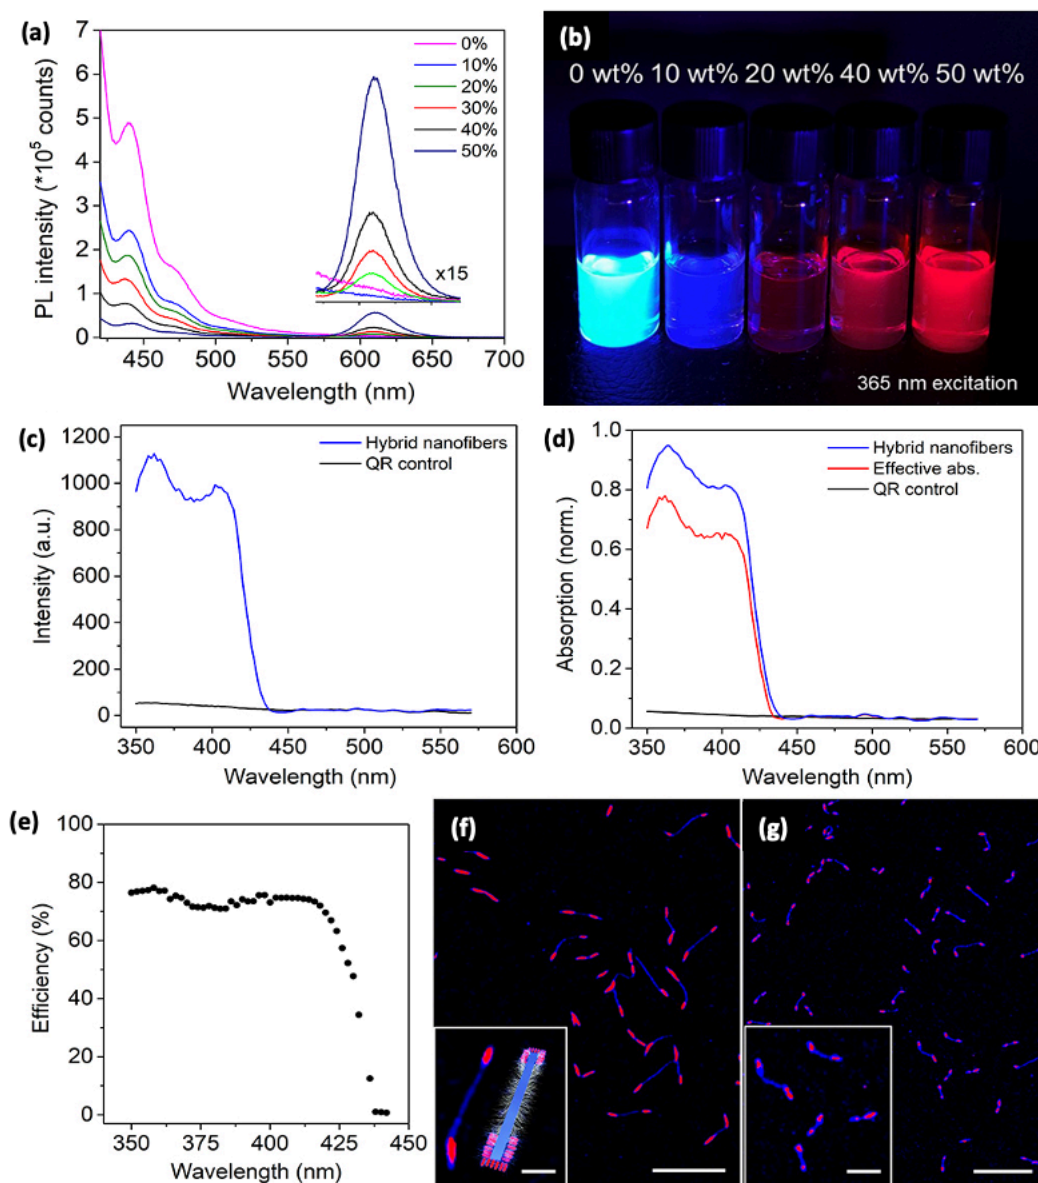 (a)
7
6
5
4
3
2
1
0
PL intensity (*10⁵ counts)
0%
10%
20%
30%
40%
50%
x15
450 500 550 600 650 700
Wavelength (nm)
(b)
0 wt% 10 wt% 20 wt% 40 wt% 50 wt%
365 nm excitation
(c)
1200
1000
800
600
400
200
0
Intensity (a.u.)
Hybrid nanofibers
QR control
350 400 450 500 550 600
Wavelength (nm)
(d)
1.0
0.8
0.6
0.4
0.2
0.0
Absorption (norm.)
Hybrid nanofibers
Effective abs.
QR control
350 400 450 500 550 600
Wavelength (nm)
(e)
100
80
60
40
20
0
Efficiency (%)
350 375 400 425 450
Wavelength (nm)
(f)
(g)